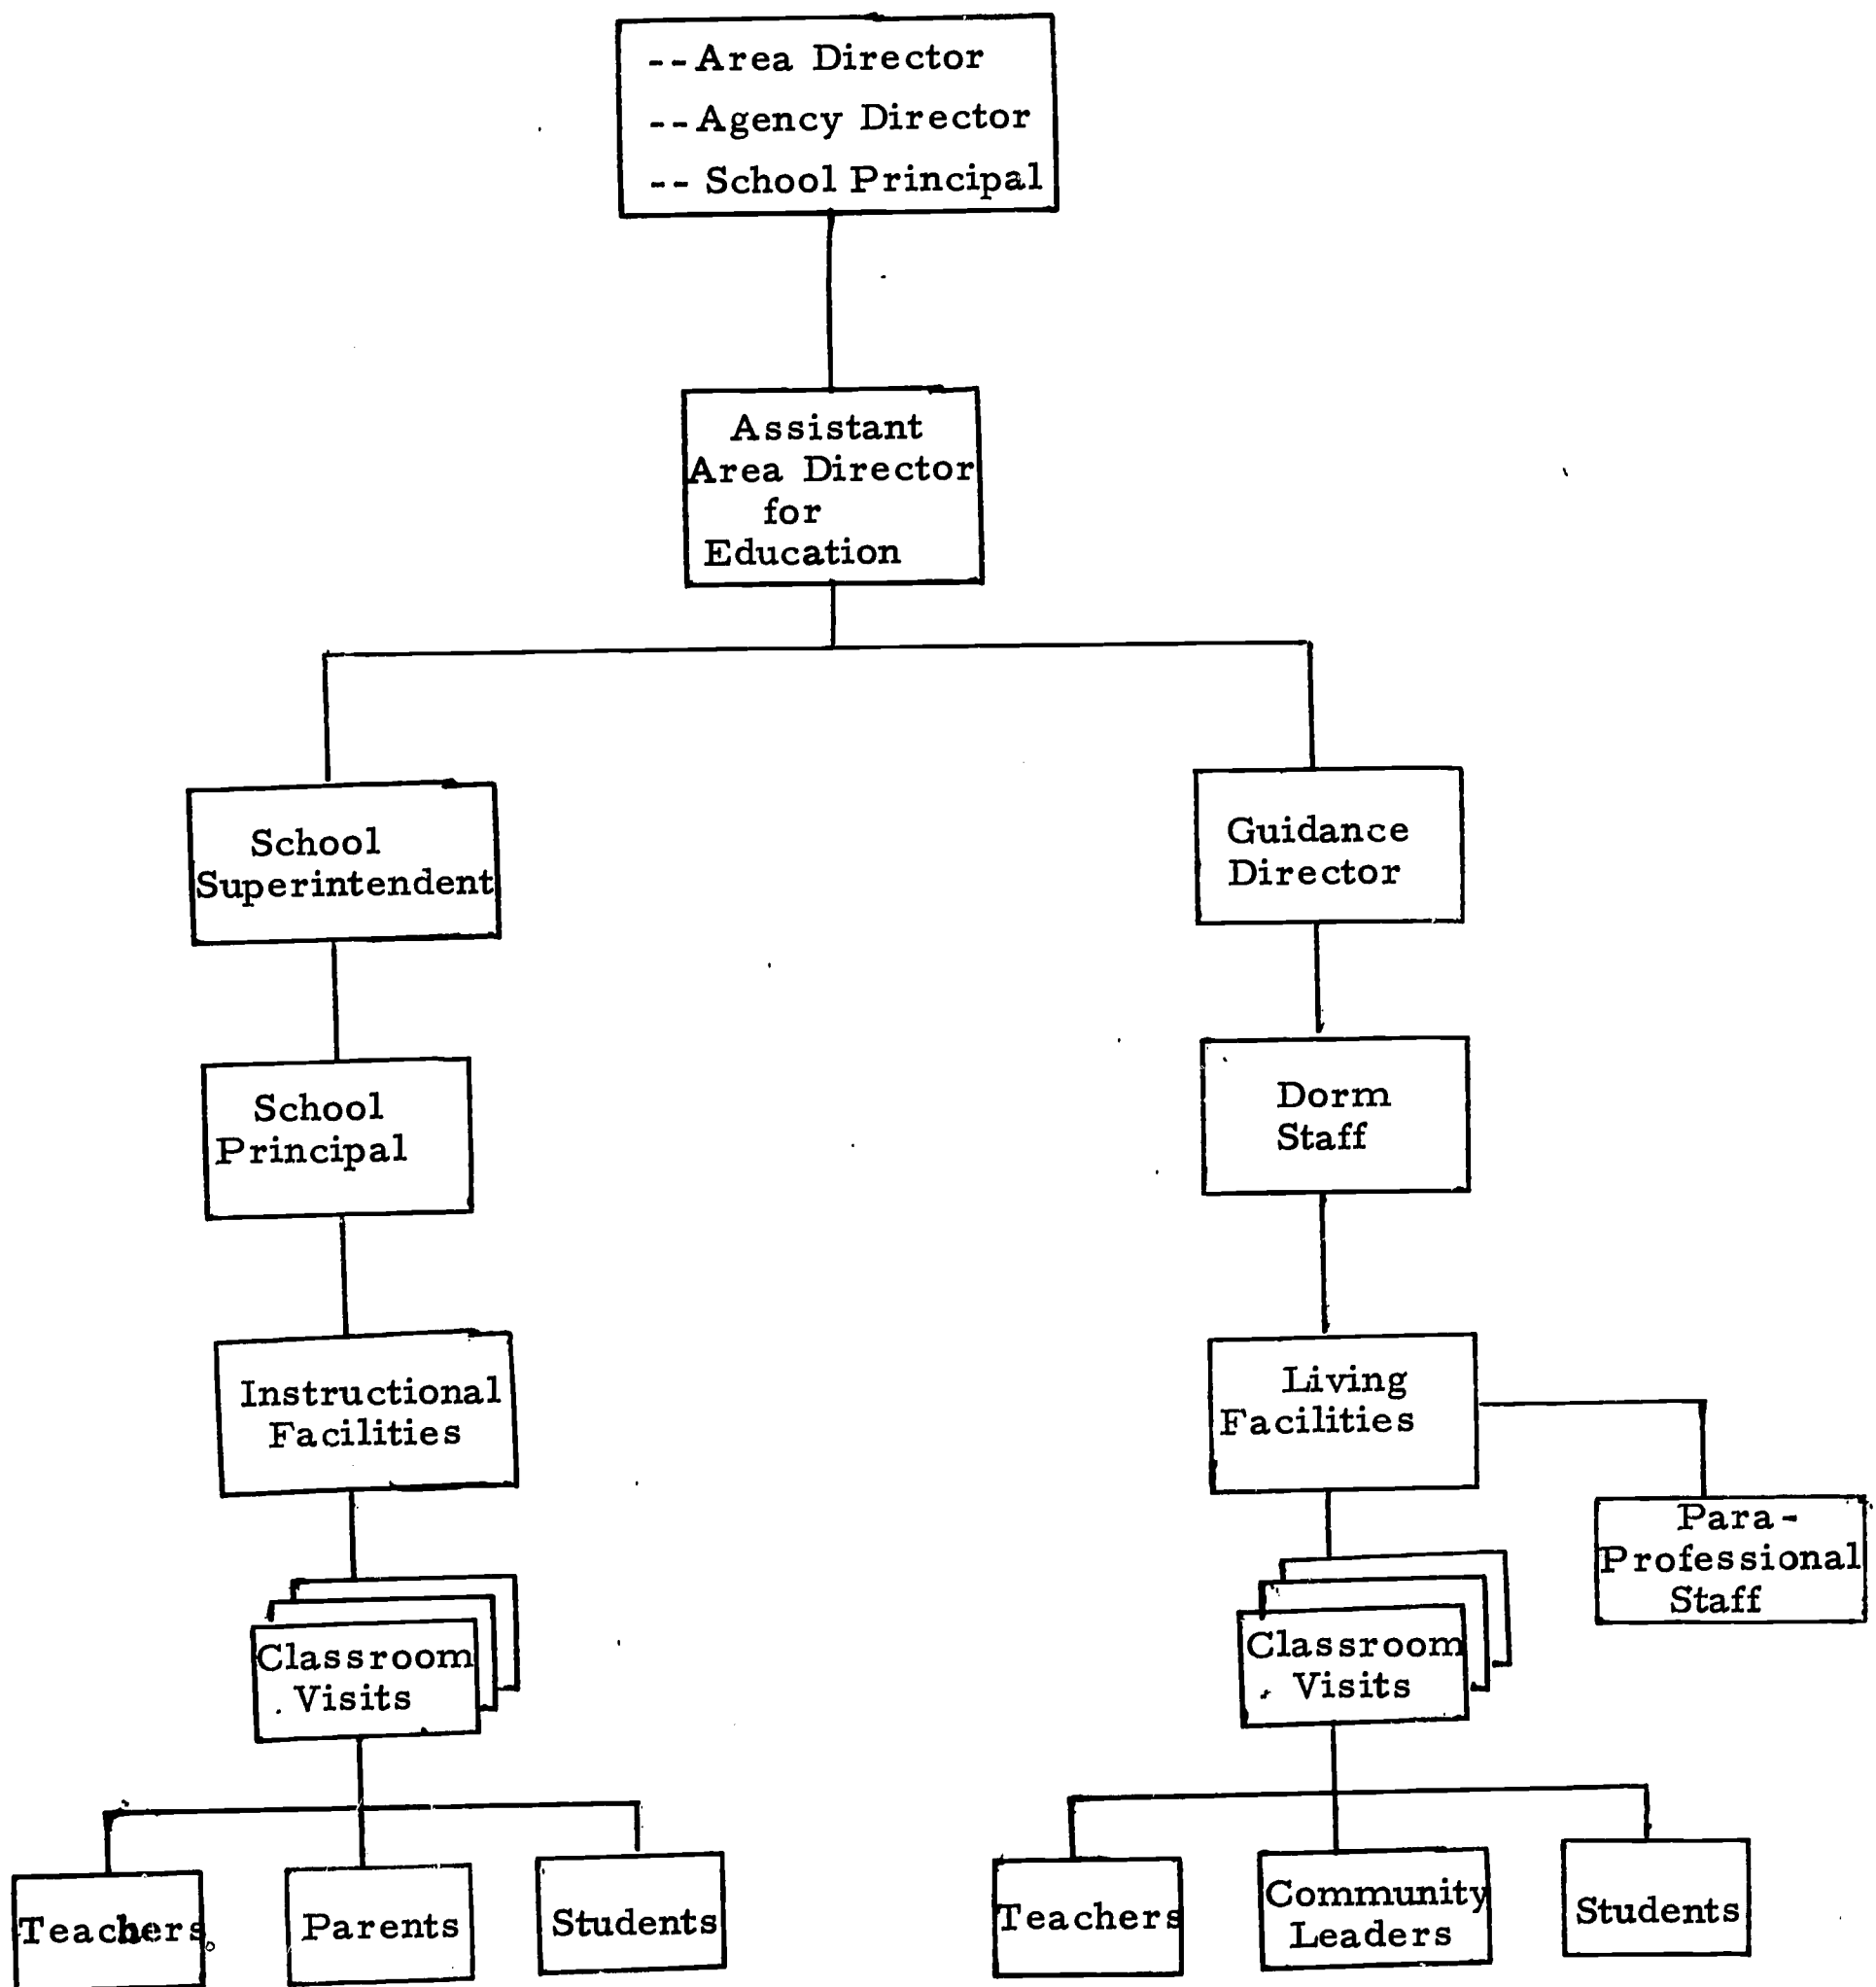 --Area Director
--Agency Director
-- School Principal
Assistant
Area Director
for
Education
School
Superintendent
Guidance
Director
School
Principal
Dorm
Staff
Instructional
Facilities
Living
Facilities
Para-
Professional
Staff
Classroom
Visits
Classroom
Visits
Teachers
Parents
Students
Teachers
Community
Leaders
Students